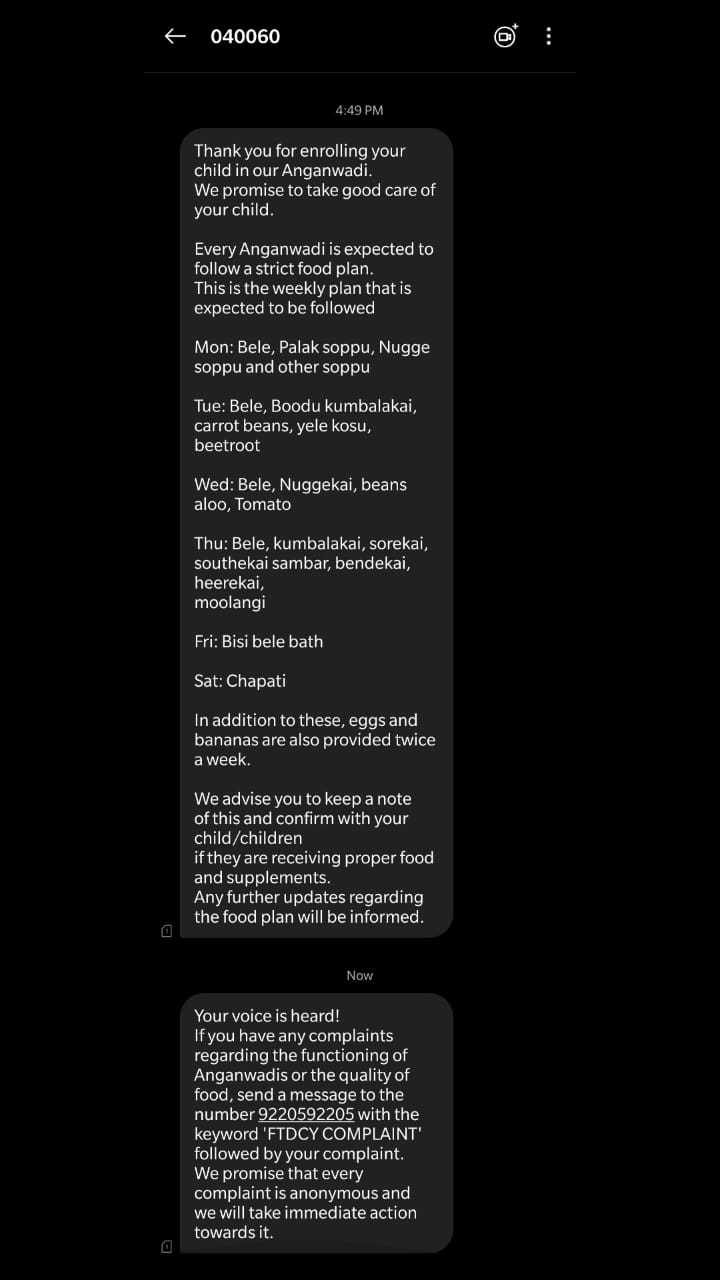 040060
4:49 PM
Thank you for enrolling your
child in our Anganwadi.
We promise to take good care of
your child.
Every Anganwadi is expected to
follow a strict food plan.
This is the weekly plan that is
expected to be followed
Mon: Bele, Palak soppu, Nugge
soppu and other soppu
Tue: Bele, Boodu kumbalakai,
carrot beans, yele kosu,
beetroot
Wed: Bele, Nuggekai, beans
aloo, Tomato
Thu: Bele, kumbalakai, sorekai,
southekai sambar, bendekai,
heerekai,
moolangi
Fri: Bisi bele bath
Sat: Chapati
In addition to these, eggs and
bananas are also provided twice
a week.
We advise you to keep a note
of this and confirm with your
child/children
if they are receiving proper food
and supplements.
Any further updates regarding
the food plan will be informed.
1
Now
Your voice is heard!
If you have any complaints
regarding the functioning of
Anganwadis or the quality of
food, send a message to the
number 9220592205 with the
keyword 'FTDCY COMPLAINT'
followed by your complaint.
We promise that every
complaint is anonymous and
we will take immediate action
towards it.
1